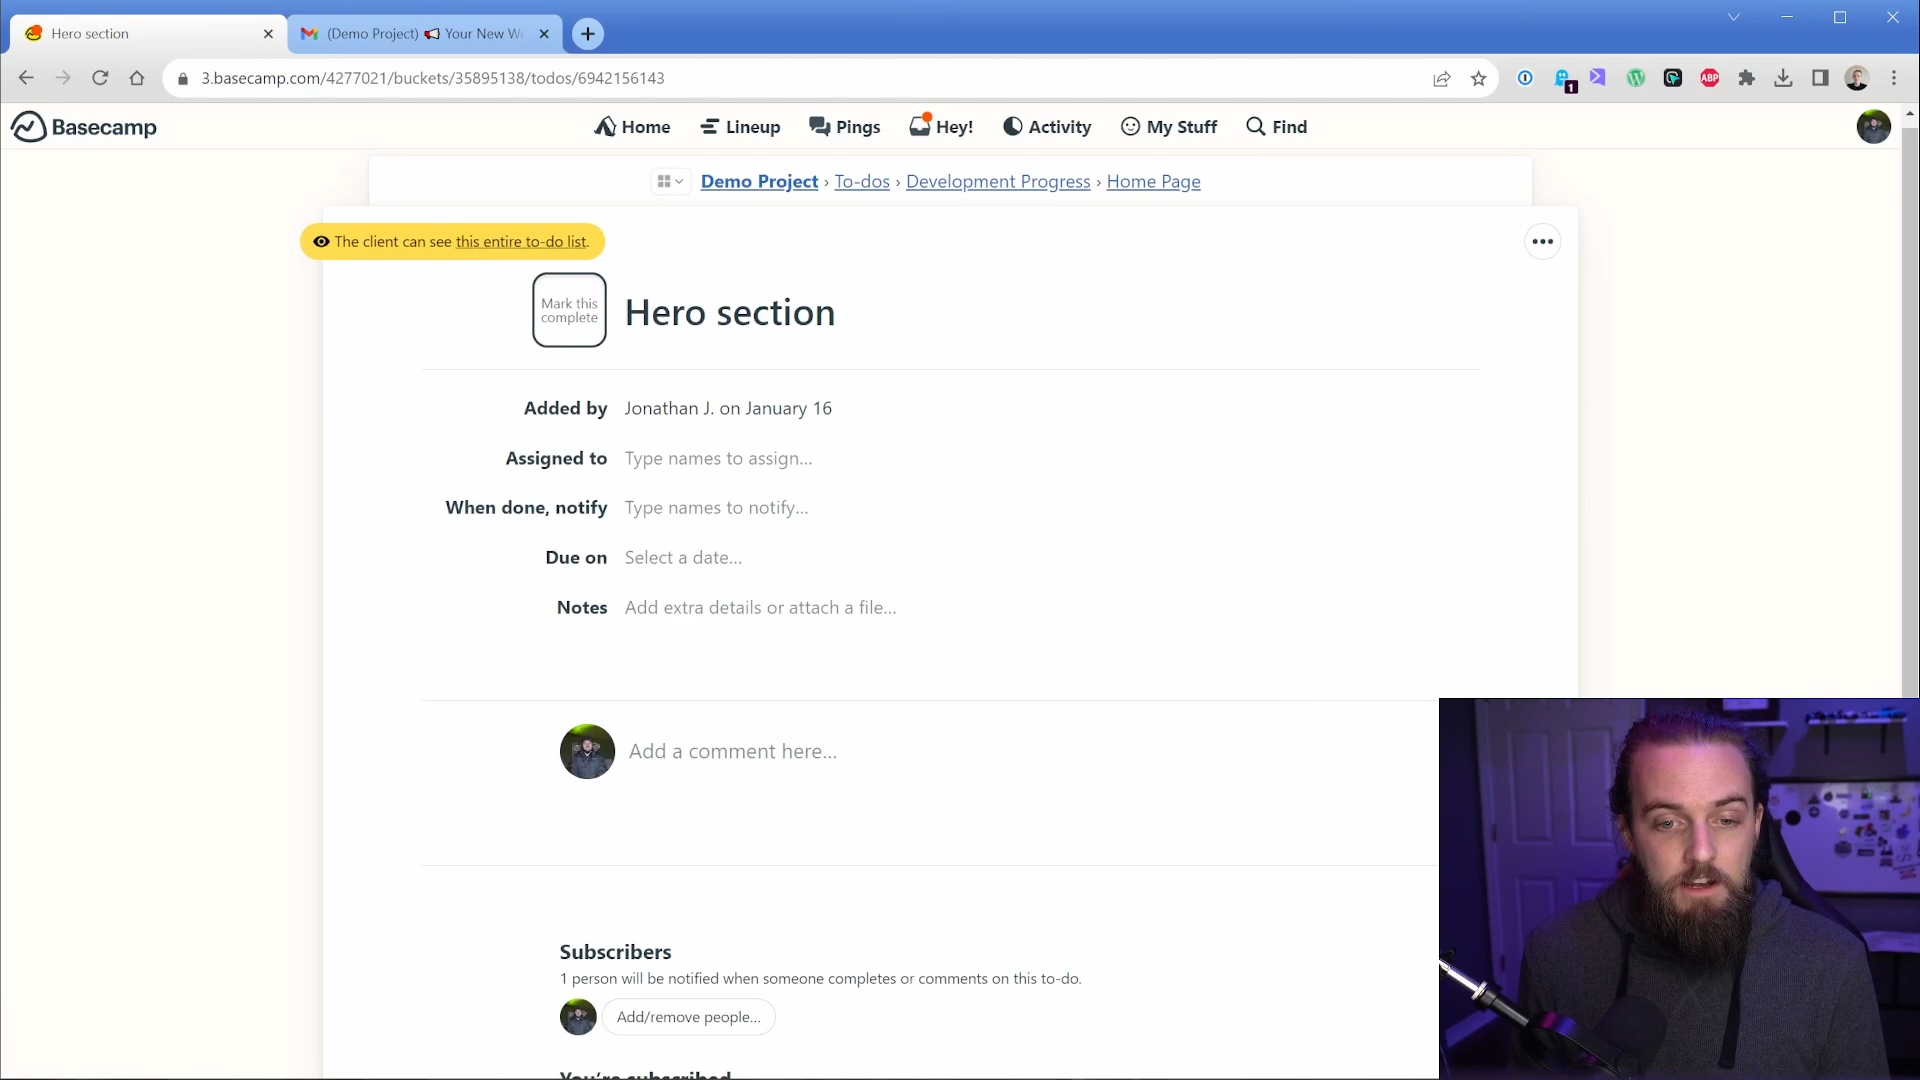 Hero section
(Demo Project) 📢 Your New W
3.basecamp.com/4277021/buckets/35895138/todos/6942156143
1
ABP
Basecamp
Home
Lineup
Pings
Hey!
Activity
My Stuff
Find
Demo Project › To-dos › Development Progress › Home Page
The client can see this entire to-do list.
Mark this
complete
Hero section
Added by Jonathan J. on January 16
Assigned to Type names to assign...
When done, notify Type names to notify...
Due on Select a date...
Notes Add extra details or attach a file...
Add a comment here...
Subscribers
1 person will be notified when someone completes or comments on this to-do.
Add/remove people...
You're subscribed